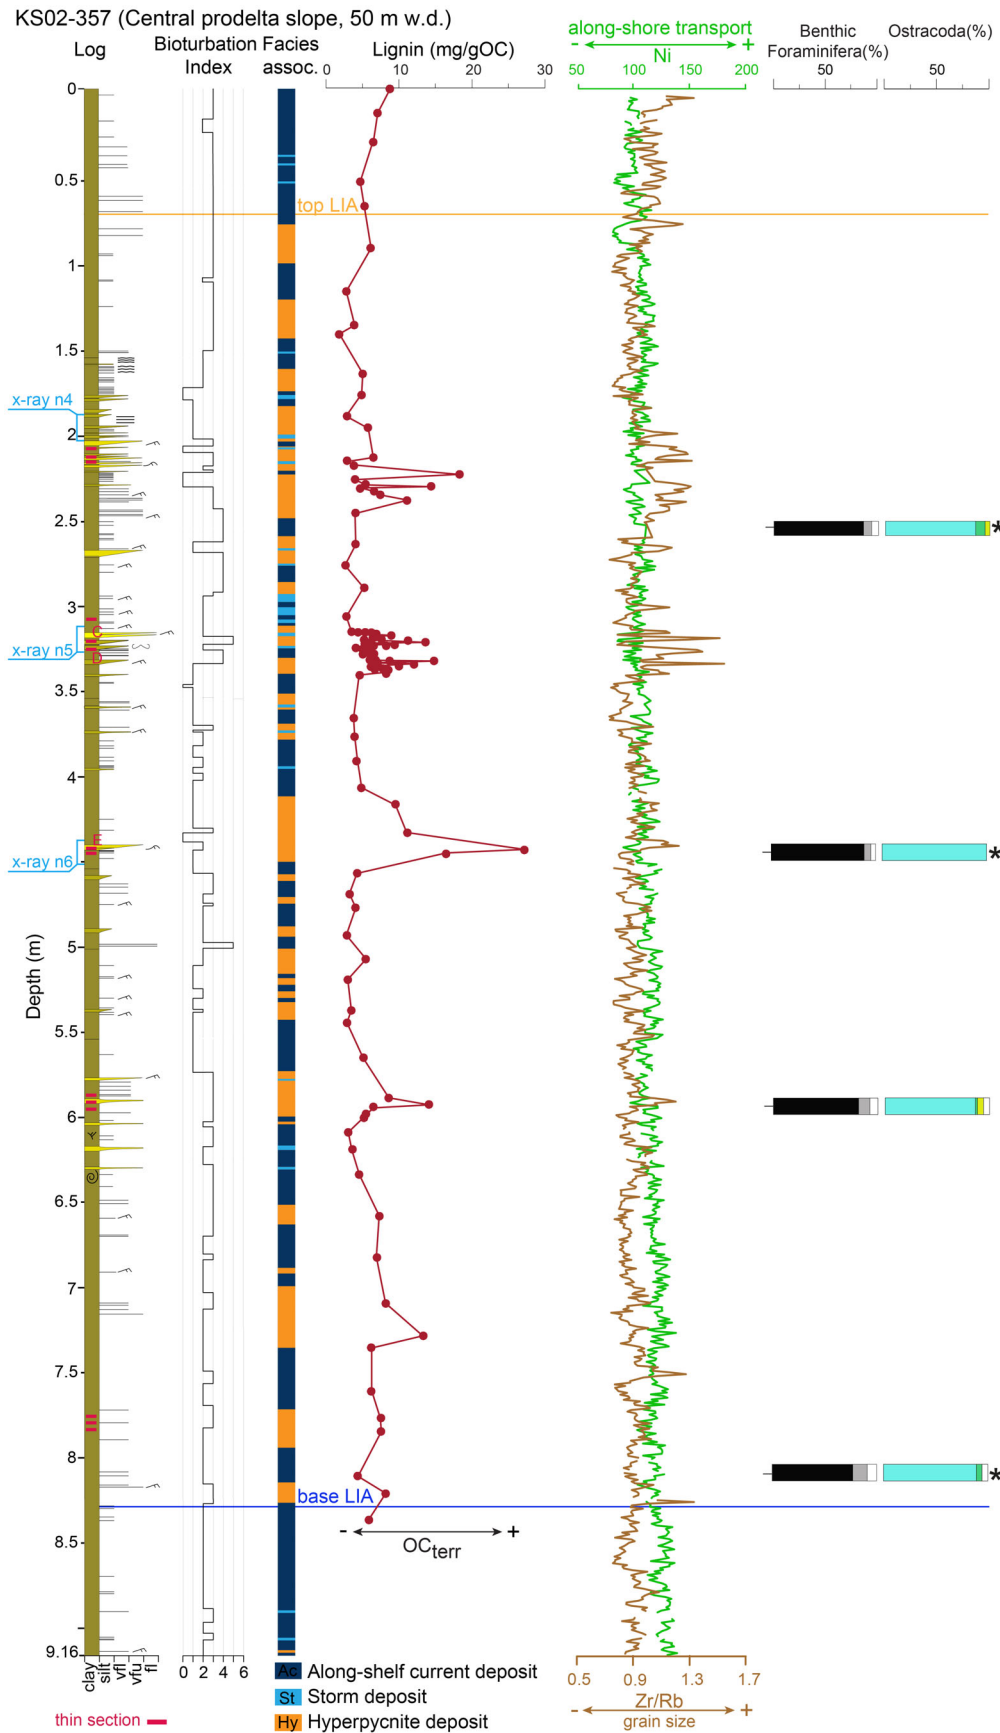 KS02-357 (Central prodelta slope, 50 m w.d.)
Log
Bioturbation Index
Facies assoc.
Lignin (mg/gOC)
0 10 20 30
- along-shore transport +
Ni
50 100 150 200
Benthic Foraminifera(%)
50
Ostracoda(%)
50
0
0.5
top LIA
1
1.5
x-ray n4
2
2.5
*
3
C
x-ray n5
D
3.5
4
E
x-ray n6
*
4.5
Depth (m)
5
5.5
6
*
6.5
7
7.5
8
*
base LIA
- +
OCterr
8.5
9.16
clay silt vfl vfu fl
0 2 4 6
Ac Along-shelf current deposit
St Storm deposit
Hy Hyperpycnite deposit
thin section
0.5 0.9 1.3 1.7
Zr/Rb
- grain size +